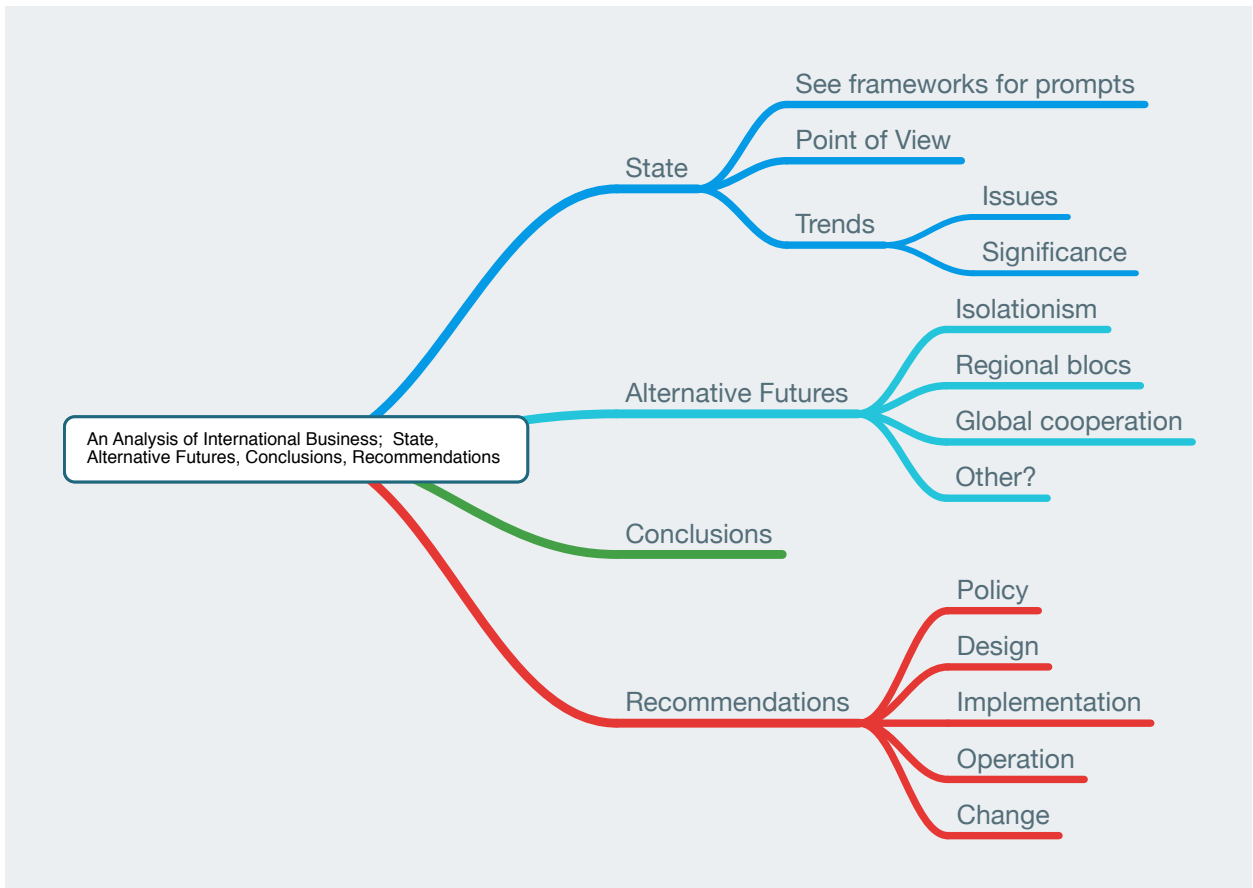 See frameworks for prompts
Point of View
State
Issues
Trends
Significance
Isolationism
Regional blocs
Alternative Futures
Global cooperation
Other?
An Analysis of International Business;  State,
Alternative Futures, Conclusions, Recommendations
Conclusions
Policy
Design
Recommendations
Implementation
Operation
Change